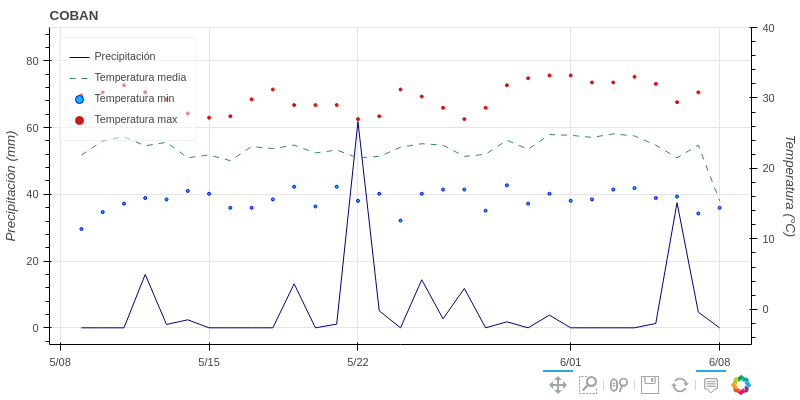 COBAN
Precipitación
Temperatura media
Temperatura min
Temperatura max
Precipitación (mm)
80
60
40
20
0
Temperatura (°C)
40
30
20
10
0
5/08 5/15 5/22 6/01 6/08